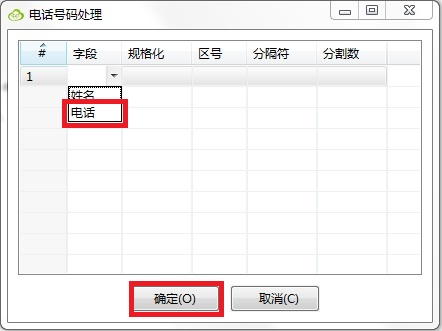 电话号码处理
# 字段 规格化 区号 分隔符 分割数
1
姓名
电话
确定(O) 取消(C)